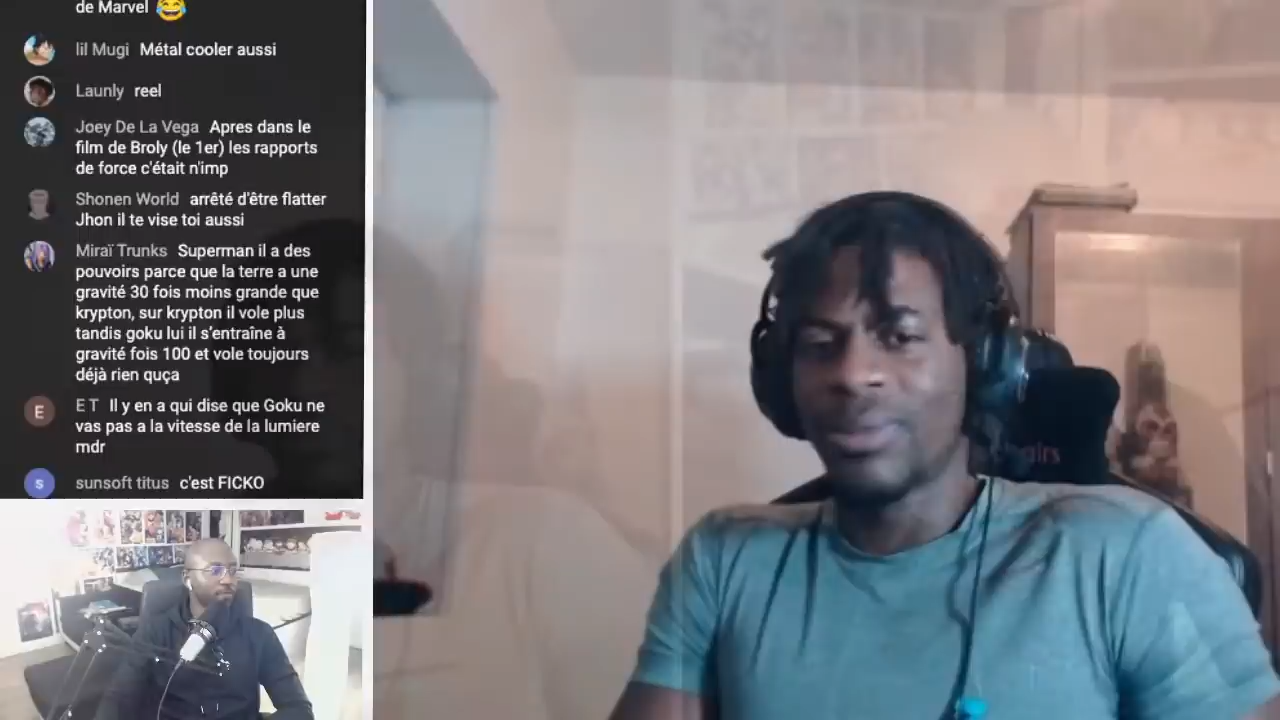 de Marvel 😂
lil Mugi Métal cooler aussi
Launly reel
Joey De La Vega Apres dans le
film de Broly (le 1er) les rapports
de force c'était n'imp
Shonen World arrêté d'être flatter
Jhon il te vise toi aussi
Miraï Trunks Superman il a des
pouvoirs parce que la terre a une
gravité 30 fois moins grande que
krypton, sur krypton il vole plus
tandis goku lui il s'entraîne à
gravité fois 100 et vole toujours
déjà rien quça
E E T Il y en a qui dise que Goku ne
vas pas a la vitesse de la lumiere
mdr
s sunsoft titus c'est FICKO